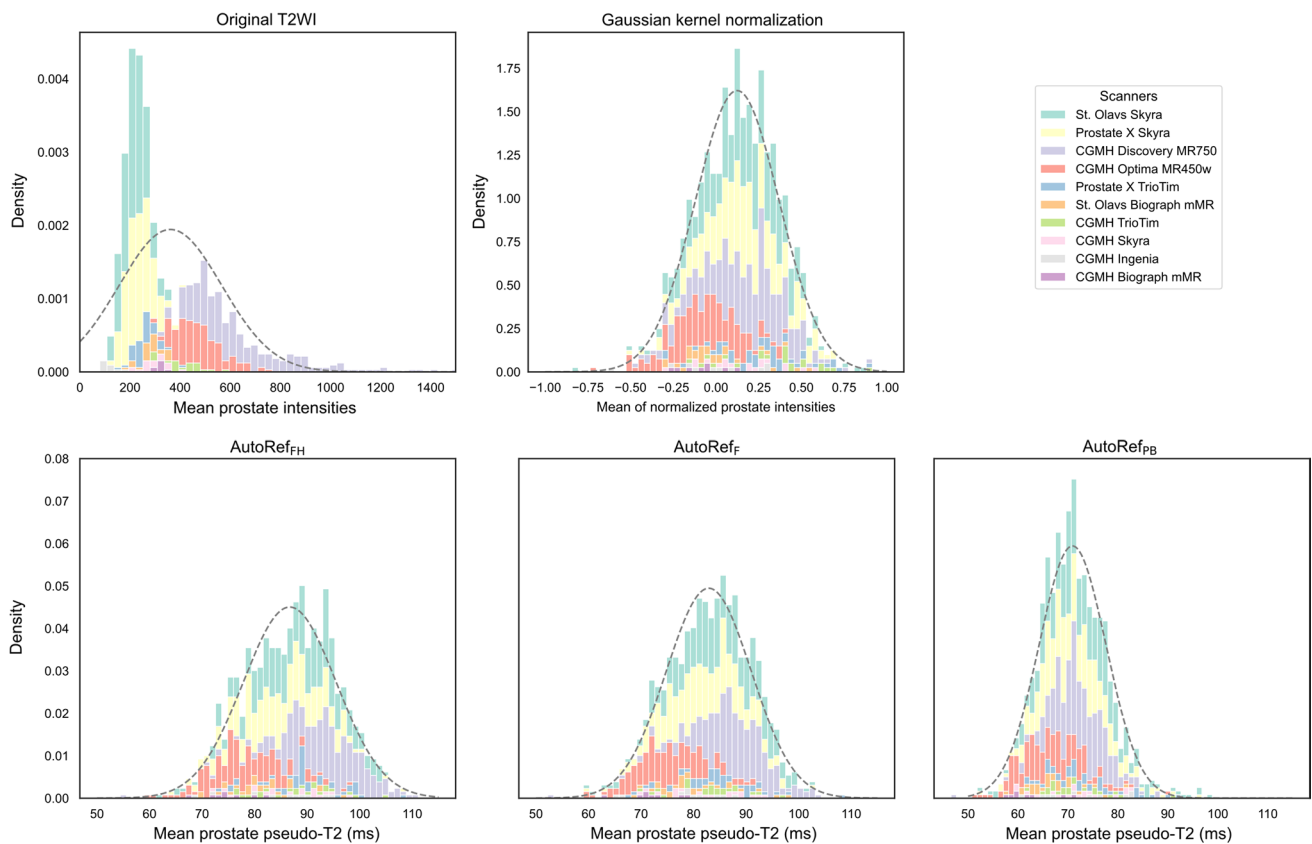 Original T2WI
Density
0.004
0.003
0.002
0.001
0.000
0 200 400 600 800 1000 1200 1400
Mean prostate intensities
Gaussian kernel normalization
Density
1.75
1.50
1.25
1.00
0.75
0.50
0.25
0.00
−1.00 −0.75 −0.50 −0.25 0.00 0.25 0.50 0.75 1.00
Mean of normalized prostate intensities
Scanners
St. Olavs Skyra
Prostate X Skyra
CGMH Discovery MR750
CGMH Optima MR450w
Prostate X TrioTim
St. Olavs Biograph mMR
CGMH TrioTim
CGMH Skyra
CGMH Ingenia
CGMH Biograph mMR
AutoRefFH
Density
0.08
0.07
0.06
0.05
0.04
0.03
0.02
0.01
0.00
50 60 70 80 90 100 110
Mean prostate pseudo-T2 (ms)
AutoRefF
50 60 70 80 90 100 110
Mean prostate pseudo-T2 (ms)
AutoRefPB
50 60 70 80 90 100 110
Mean prostate pseudo-T2 (ms)